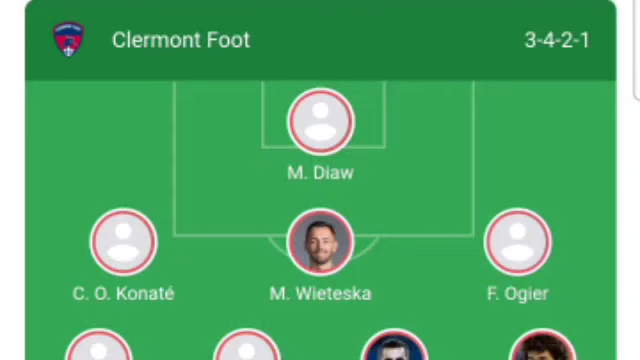 Clermont Foot
3-4-2-1
M. Diaw
C. O. Konaté
M. Wieteska
F. Ogier